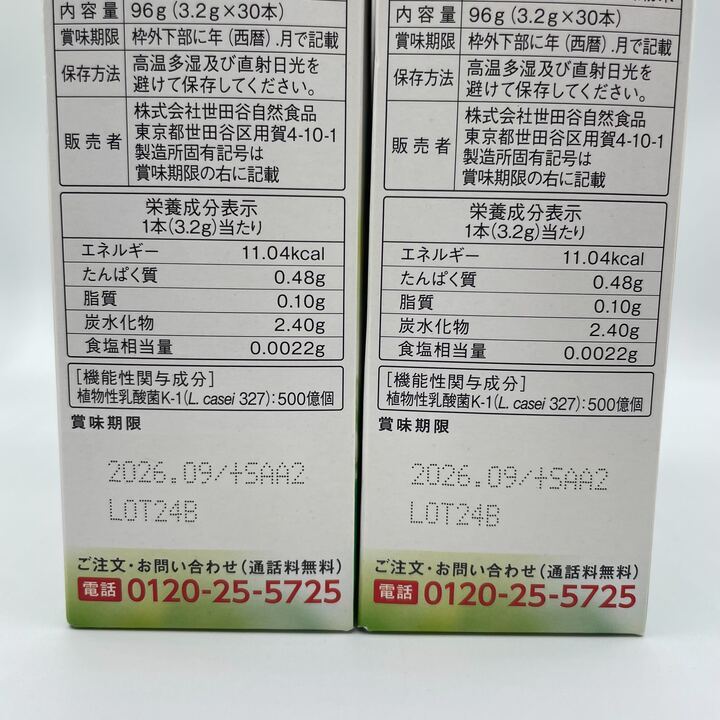 内容量 96g(3.2g×30本)
賞味期限 枠外下部に年(西暦).月で記載
保存方法 高温多湿及び直射日光を
避けて保存してください。
販売者 株式会社世田谷自然食品
東京都世田谷区用賀4-10-1
製造所固有記号は
賞味期限の右に記載
栄養成分表示
1本(3.2g)当たり
エネルギー 11.04kcal
たんぱく質 0.48g
脂質 0.10g
炭水化物 2.40g
食塩相当量 0.0022g
[機能性関与成分]
植物性乳酸菌K-1(L. casei 327):500億個
賞味期限
2026.09/+SAA2
LOT24B
ご注文・お問い合わせ(通話料無料)
電話 0120-25-5725
内容量 96g(3.2g×30本)
賞味期限 枠外下部に年(西暦).月で記載
保存方法 高温多湿及び直射日光を
避けて保存してください。
販売者 株式会社世田谷自然食品
東京都世田谷区用賀4-10-1
製造所固有記号は
賞味期限の右に記載
栄養成分表示
1本(3.2g)当たり
エネルギー 11.04kcal
たんぱく質 0.48g
脂質 0.10g
炭水化物 2.40g
食塩相当量 0.0022g
[機能性関与成分]
植物性乳酸菌K-1(L. casei 327):500億個
賞味期限
2026.09/+SAA2
LOT24B
ご注文・お問い合わせ(通話料無料)
電話 0120-25-5725